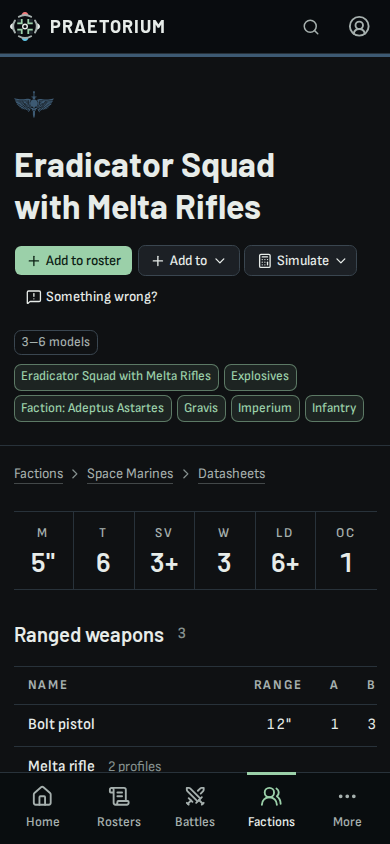 PRAETORIUM
Eradicator Squad
with Melta Rifles
Add to roster
Add to
Simulate
Something wrong?
3–6 models
Eradicator Squad with Melta Rifles
Explosives
Faction: Adeptus Astartes
Gravis
Imperium
Infantry
Factions
Space Marines
Datasheets
M T SV W LD OC
5" 6 3+ 3 6+ 1
Ranged weapons 3
NAME RANGE A B
Bolt pistol 12" 1 3
Melta rifle 2 profiles
Home Rosters Battles Factions More